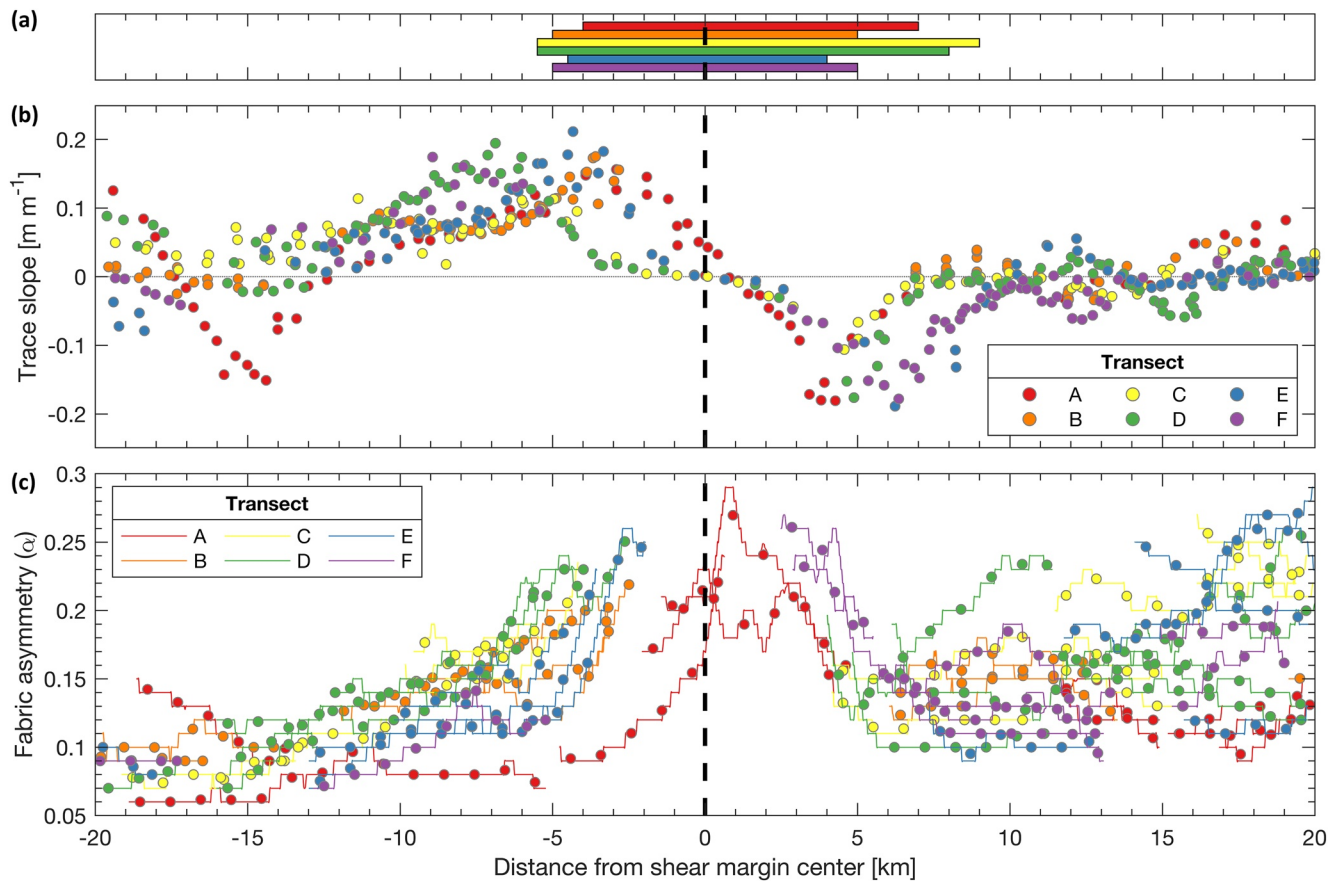 (a)
(b)
0.2
0.1
0
-0.1
-0.2
Trace slope [m m-1]
Transect
A C E
B D F
(c)
0.3
0.25
0.2
0.15
0.1
0.05
Fabric asymmetry (α)
Transect
A C E
B D F
-20 -15 -10 -5 0 5 10 15 20
Distance from shear margin center [km]